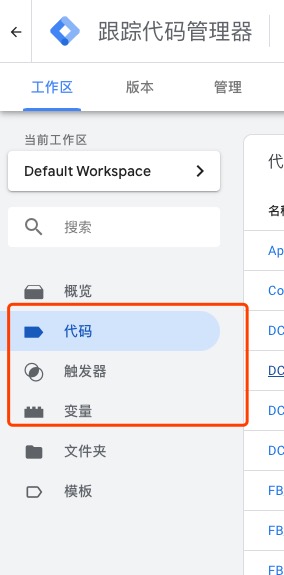 跟踪代码管理器
工作区 版本 管理
当前工作区
Default Workspace
搜索
概览
代码
触发器
变量
文件夹
模板
代
Ap
Co
DC
DC
DC
DC
FB
FB
FB